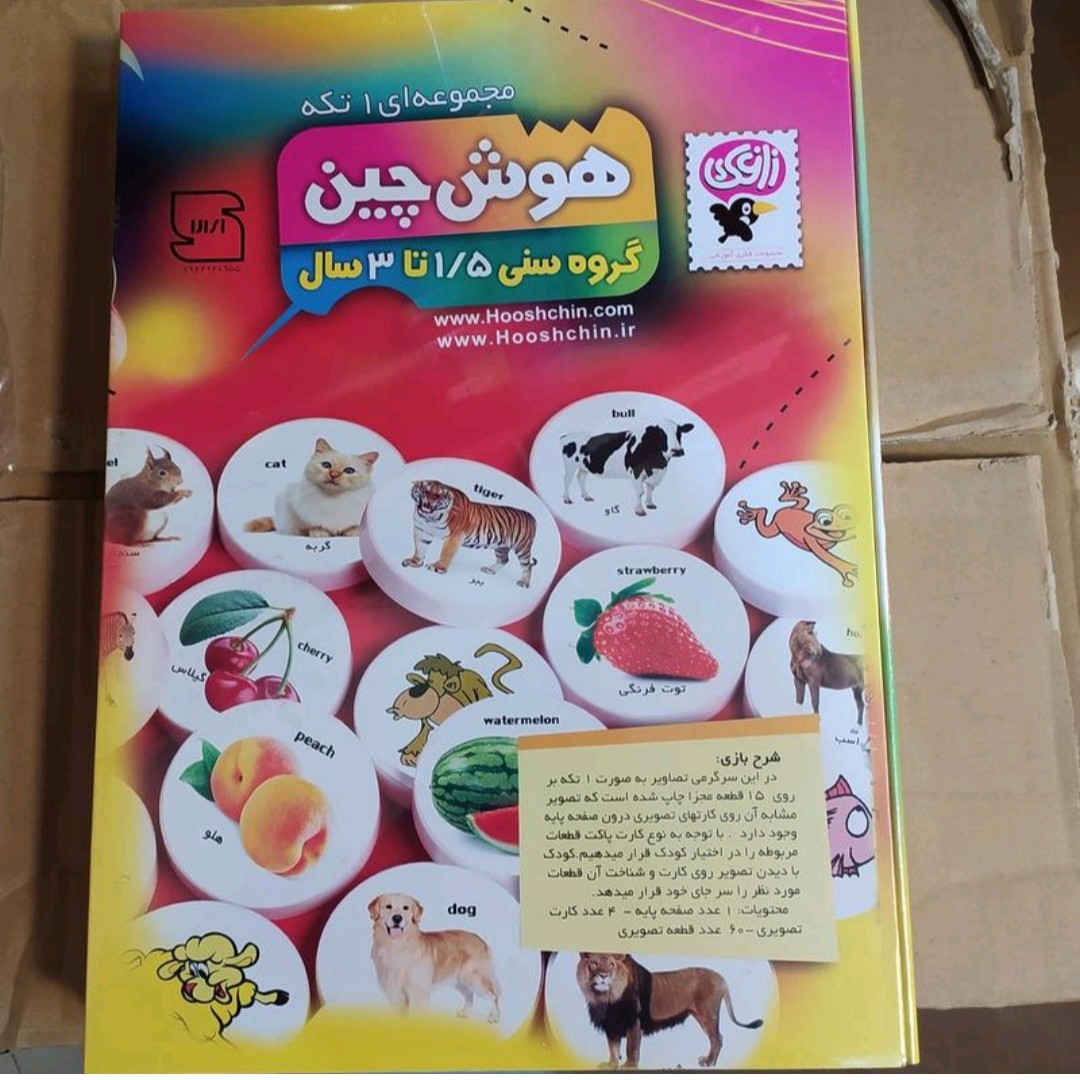 مجموعه‌ای ۱ تکه
هوش چین
زاغک
گروه سنی ۱/۵ تا ۳ سال
www.Hooshchin.com
www.Hooshchin.ir
bull
گاو
cat
گربه
tiger
ببر
strawberry
توت فرنگی
cherry
گیلاس
اسب
watermelon
peach
هلو
dog
شرح بازی:
در این سرگرمی تصاویر به صورت ۱ تکه بر
روی ۱۵ قطعه مجزا چاپ شده است که تصویر
مشابه آن روی کارتهای تصویری درون صفحه پایه
وجود دارد . با توجه به نوع کارت پاکت قطعات
مربوطه را در اختیار کودک قرار میدهیم.کودک
با دیدن تصویر روی کارت و شناخت آن قطعات
مورد نظر را سر جای خود قرار میدهد.
محتویات: ۱ عدد صفحه پایه - ۴ عدد کارت
تصویری -۶۰ عدد قطعه تصویری